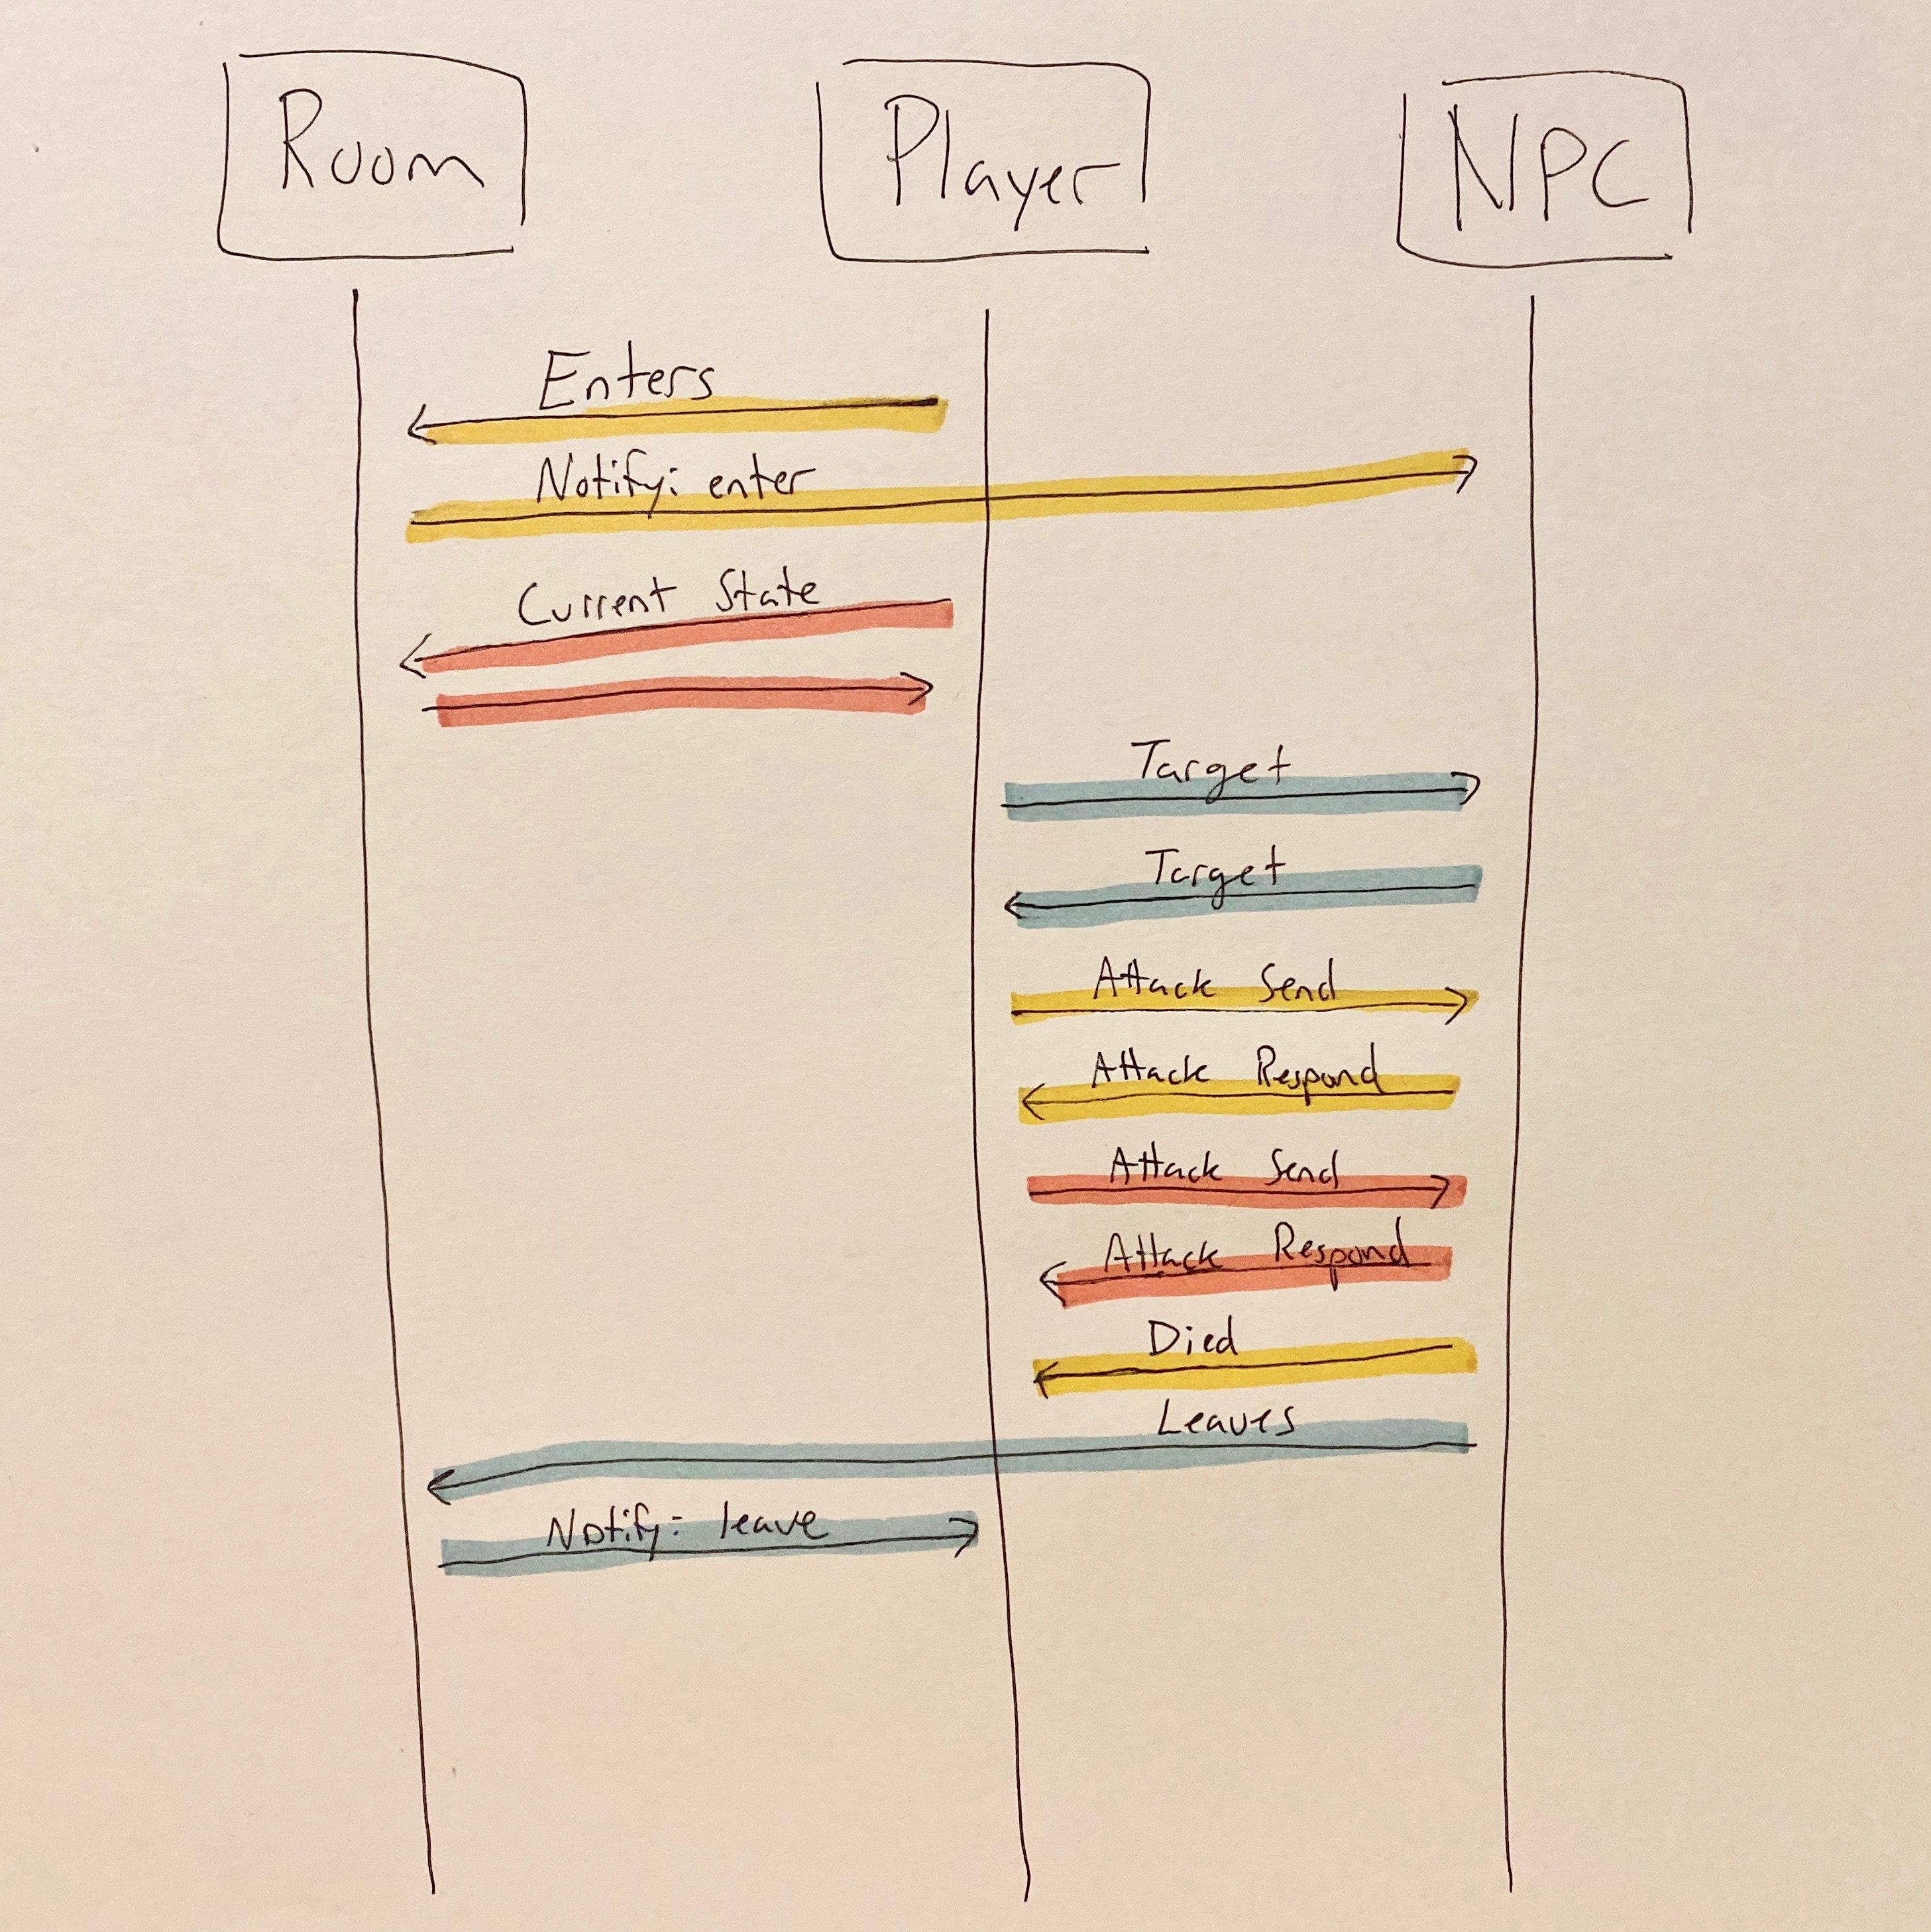 Room
Player
NPC
Enters
Notify: enter
Current State
Target
Target
Attack Send
Attack Respond
Attack Send
Attack Respond
Died
Leaves
Notify: leave